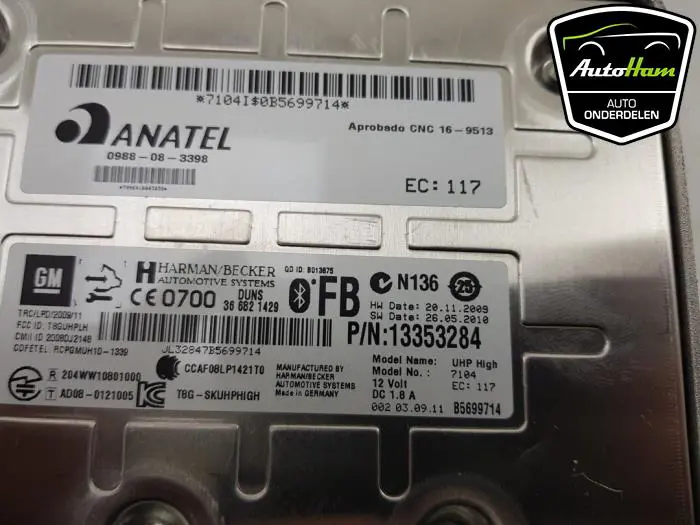 AutoHam
AUTO
ONDERDELEN
*7104I$0B5699714*
ANATEL
0988-08-3398
Aprobado CNC 16-9513
EC: 117
GM
HARMAN/BECKER
AUTOMOTIVE SYSTEMS
QD ID: B013875
FB
N136
25
CE 0700
DUNS
36 682 1429
HW Date: 20.11.2009
SW Date: 26.05.2010
TRC/LPD/2009/11
FCC ID: T8GUHPLH
CMII ID 2008DJ2148
COFETEL: RCPGMUH10-1339
P/N:13353284
JL32847B5699714
CCAF08LP1421T0
Manufactured by
HARMAN/BECKER
AUTOMOTIVE SYSTEMS
Made in GERMANY
Model Name: UHP High
Model No.: 7104
12 Volt EC: 117
DC 1.8 A
R 204WW10801000
T AD08-0121005
T8G-SKUHPHIGH
002 03.09.11 B5699714